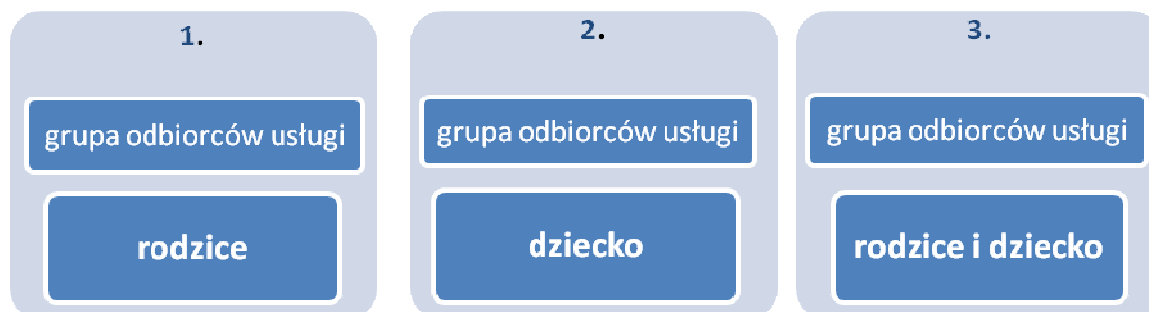 1.
grupa odbiorców usługi
rodzice
2.
grupa odbiorców usługi
dziecko
3.
grupa odbiorców usługi
rodzice i dziecko